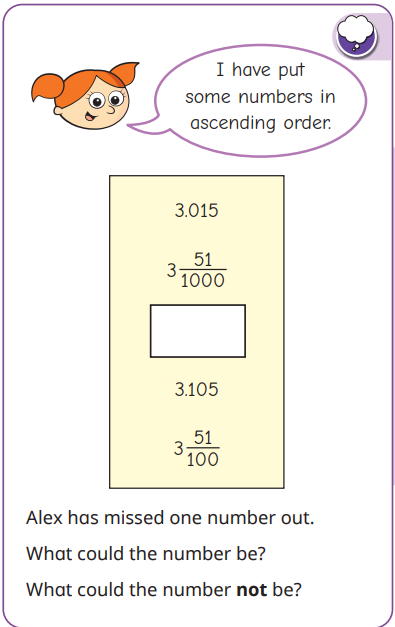 I have put
some numbers in
ascending order.
3.015
3 51/1000
3.105
3 51/100
Alex has missed one number out.
What could the number be?
What could the number not be?